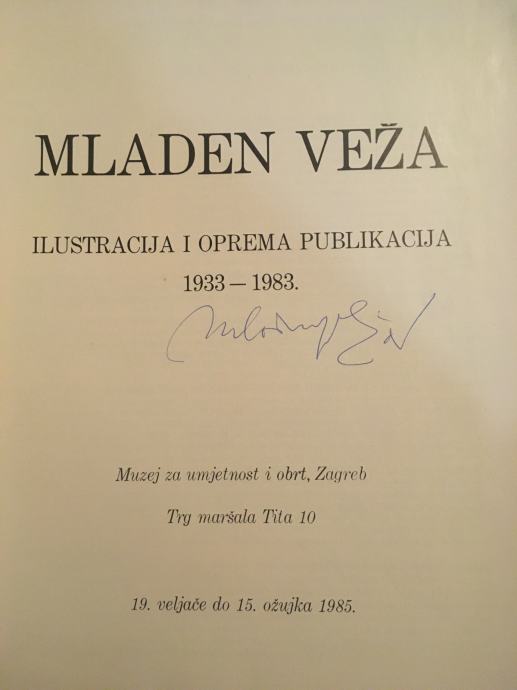 MLADEN VEŽA
ILUSTRACIJA I OPREMA PUBLIKACIJA
1933 – 1983.
Muzej za umjetnost i obrt, Zagreb
Trg maršala Tita 10
19. veljače do 15. ožujka 1985.